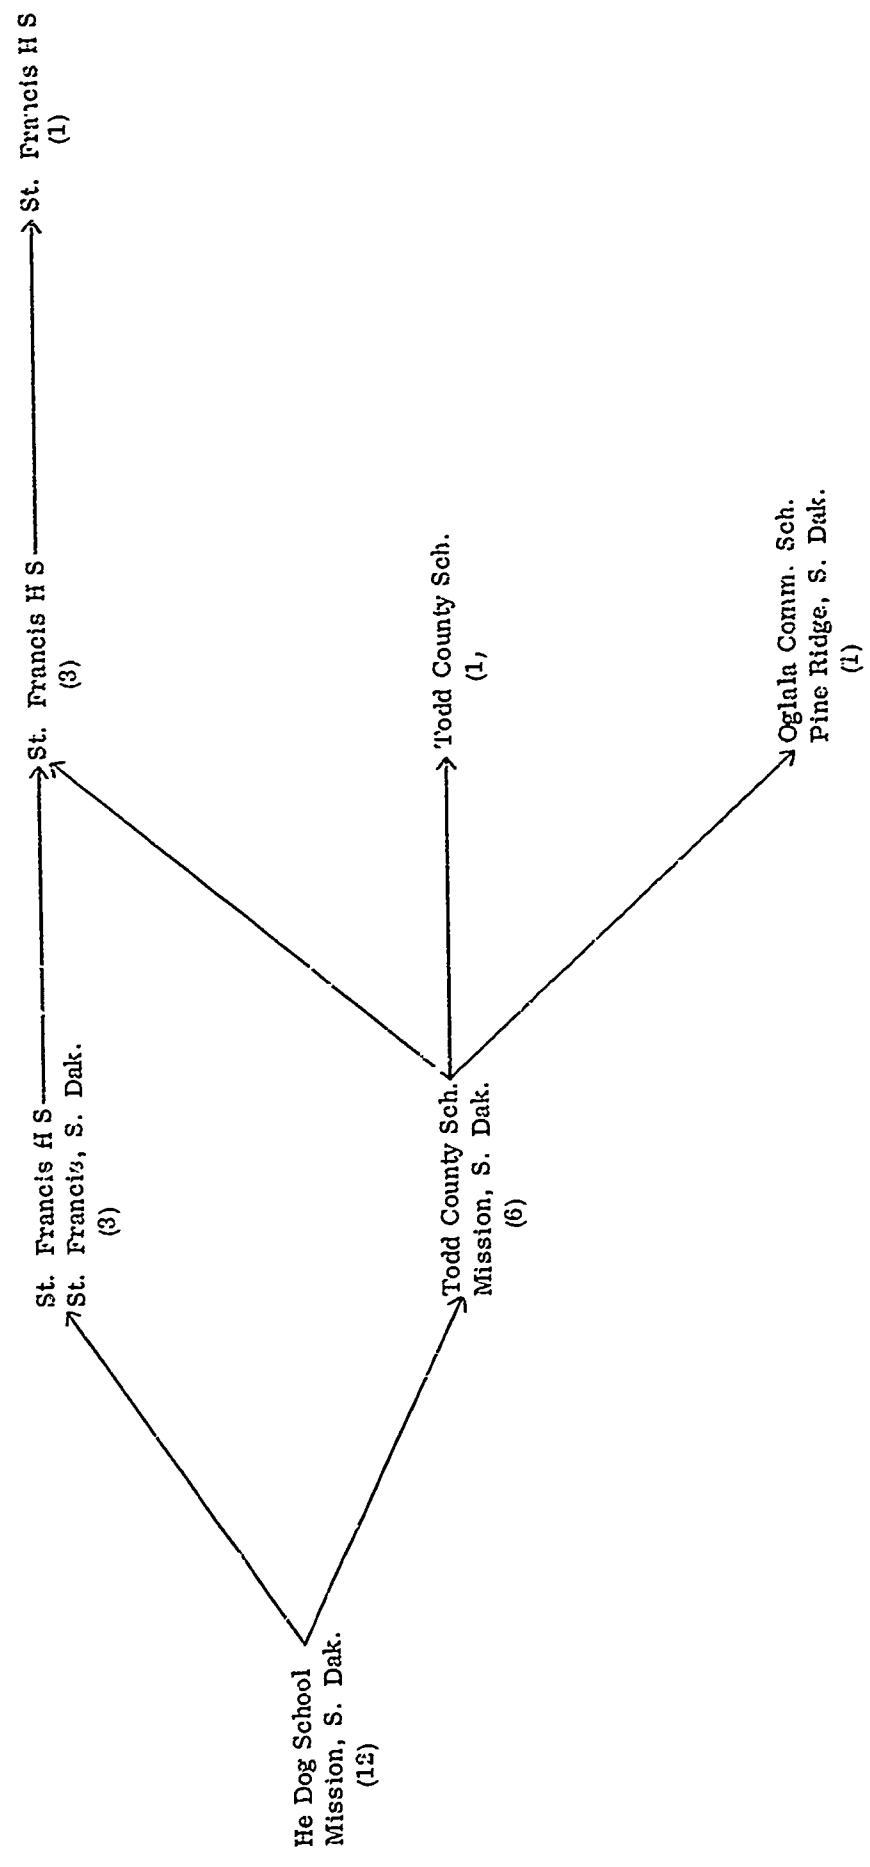 He Dog School
Mission, S. Dak.
(12)
St. Francis H S
St. Francis, S. Dak.
(3)
Todd County Sch.
Mission, S. Dak.
(6)
St. Francis H S
(3)
Todd County Sch.
(1,
Oglala Comm. Sch.
Pine Ridge, S. Dak.
(1)
St. Francis H S
(1)